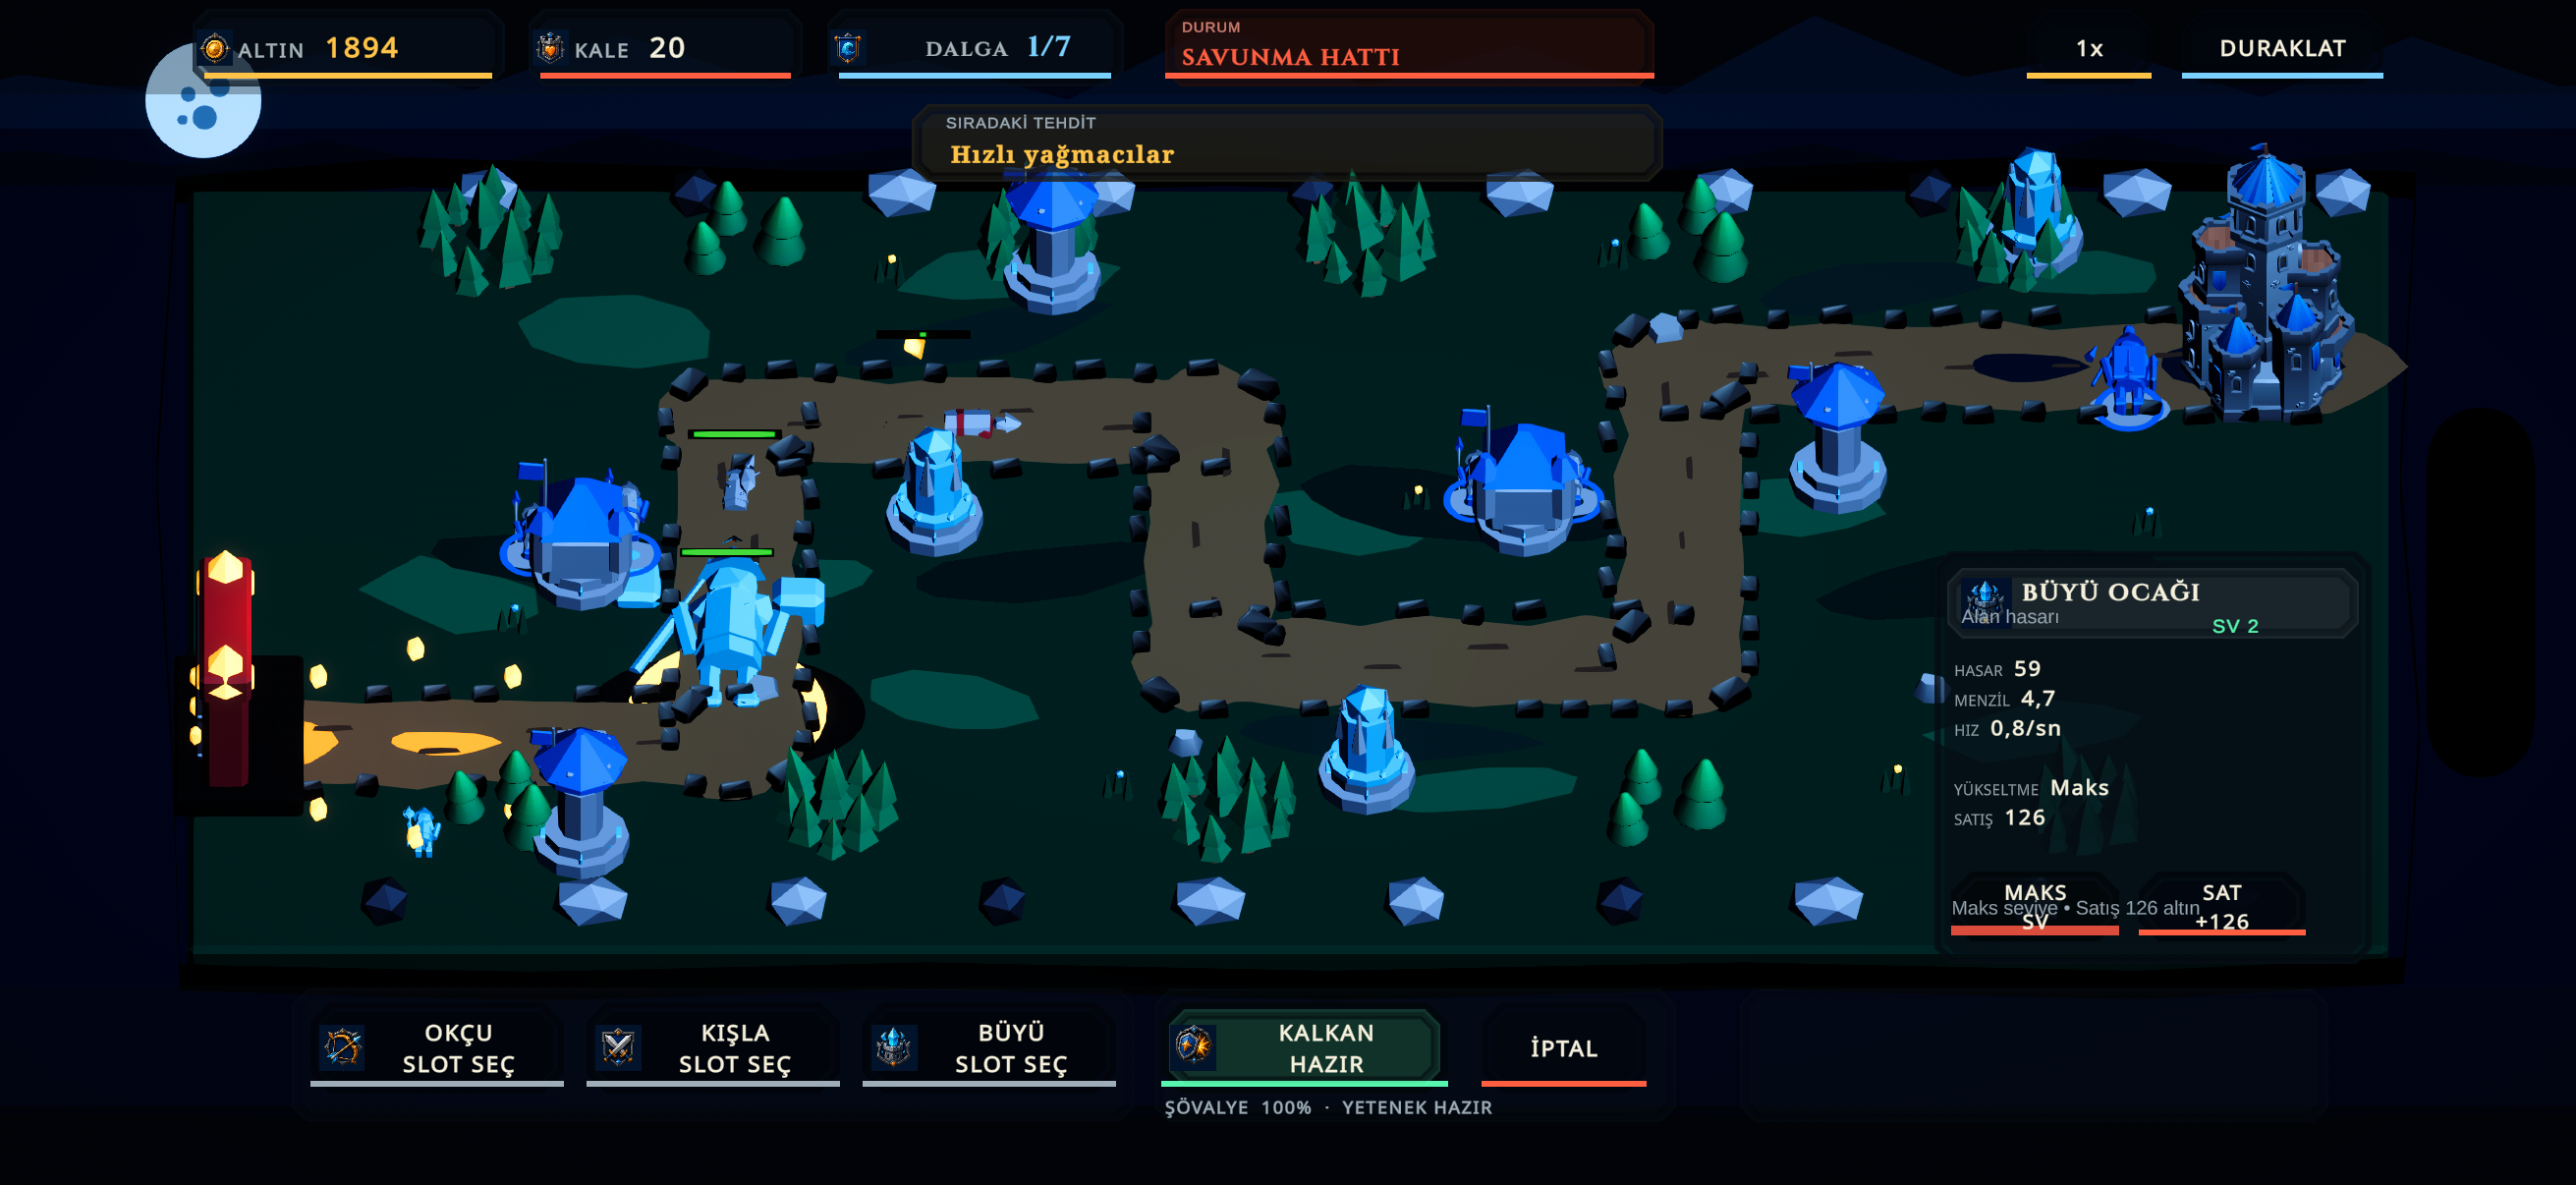 ALTIN 1894
KALE 20
DALGA 1/7
DURUM
SAVUNMA HATTI
1x
DURAKLAT
SIRADAKİ TEHDİT
Hızlı yağmacılar
BÜYÜ OCAĞI
Alan hasarı
SV 2
HASAR 59
MENZİL 4,7
HIZ 0,8/sn
YÜKSELTME Maks
SATIŞ 126
MAKS
SV
SAT
+126
Maks seviye • Satış 126 altın
OKÇU
SLOT SEÇ
KIŞLA
SLOT SEÇ
BÜYÜ
SLOT SEÇ
KALKAN
HAZIR
İPTAL
ŞÖVALYE 100% · YETENEK HAZIR